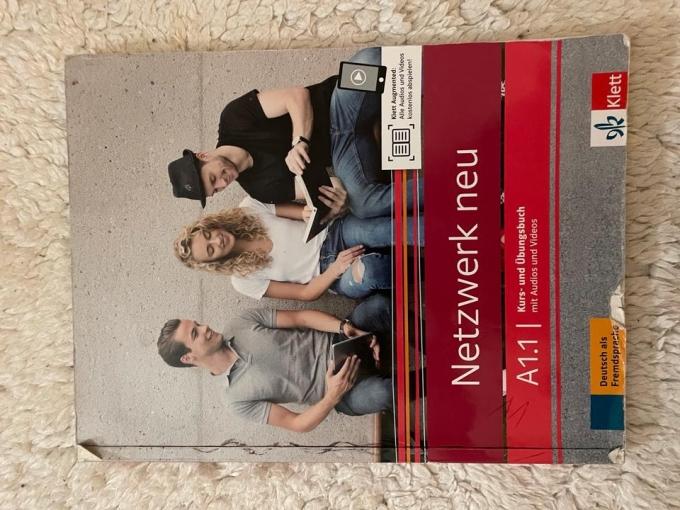 Klett Augmented:
Alle Audios und Videos
kostenlos abspielen!
Netzwerk neu
A1.1 | Kurs- und Übungsbuch
mit Audios und Videos
Deutsch als
Fremdsprache
Klett